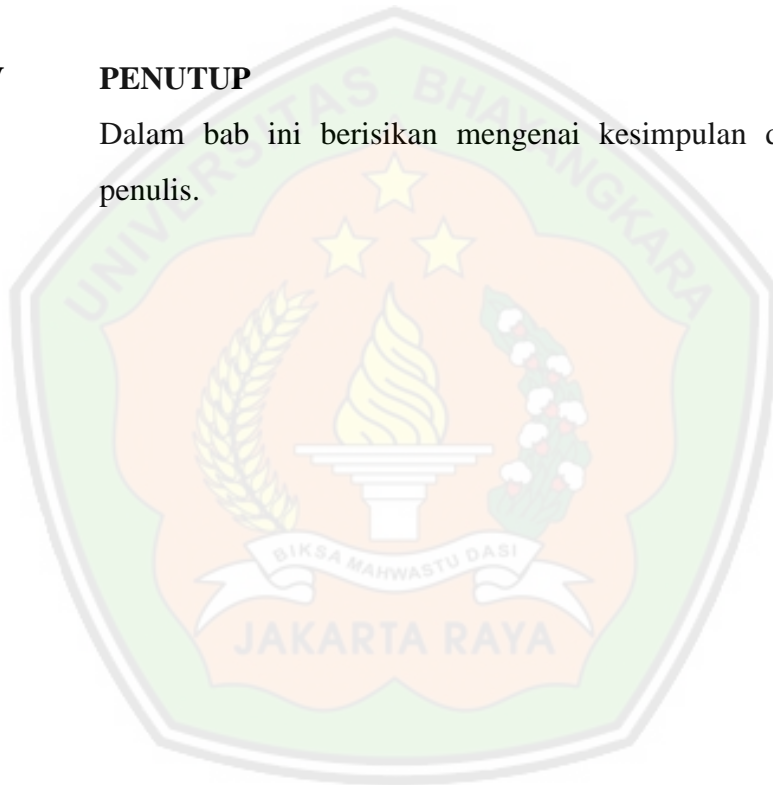 PENUTUP
Dalam bab ini berisikan mengenai kesimpulan
penulis.
UNIVERSITAS BHAYANGKARA
BIKSA MAHWASTU DASI
JAKARTA RAYA